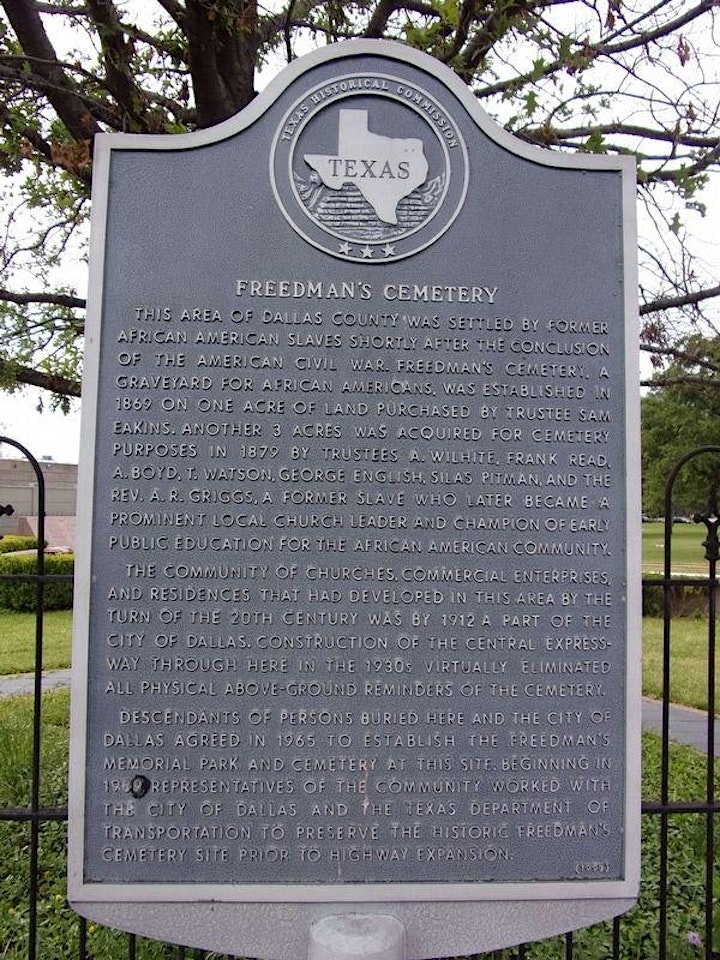 TEXAS HISTORICAL COMMISSION
TEXAS
FREEDMAN'S CEMETERY
THIS AREA OF DALLAS COUNTY WAS SETTLED BY FORMER
AFRICAN AMERICAN SLAVES SHORTLY AFTER THE CONCLUSION
OF THE AMERICAN CIVIL WAR. FREEDMAN'S CEMETERY, A
GRAVEYARD FOR AFRICAN AMERICANS, WAS ESTABLISHED IN
1869 ON ONE ACRE OF LAND PURCHASED BY TRUSTEE SAM
EAKINS. ANOTHER 3 ACRES WAS ACQUIRED FOR CEMETERY
PURPOSES IN 1879 BY TRUSTEES A. WILHITE, FRANK READ,
A. BOYD, T. WATSON, GEORGE ENGLISH, SILAS PITMAN, AND THE
REV. A. R. GRIGGS, A FORMER SLAVE WHO LATER BECAME A
PROMINENT LOCAL CHURCH LEADER AND CHAMPION OF EARLY
PUBLIC EDUCATION FOR THE AFRICAN AMERICAN COMMUNITY.
THE COMMUNITY OF CHURCHES, COMMERCIAL ENTERPRISES,
AND RESIDENCES THAT HAD DEVELOPED IN THIS AREA BY THE
TURN OF THE 20TH CENTURY WAS BY 1912 A PART OF THE
CITY OF DALLAS. CONSTRUCTION OF THE CENTRAL EXPRESS-
WAY THROUGH HERE IN THE 1930s VIRTUALLY ELIMINATED
ALL PHYSICAL ABOVE-GROUND REMINDERS OF THE CEMETERY.
DESCENDANTS OF PERSONS BURIED HERE AND THE CITY OF
DALLAS AGREED IN 1965 TO ESTABLISH THE FREEDMAN'S
MEMORIAL PARK AND CEMETERY AT THIS SITE. BEGINNING IN
REPRESENTATIVES OF THE COMMUNITY WORKED WITH
THE CITY OF DALLAS AND THE TEXAS DEPARTMENT OF
TRANSPORTATION TO PRESERVE THE HISTORIC FREEDMAN'S
CEMETERY SITE PRIOR TO HIGHWAY EXPANSION.